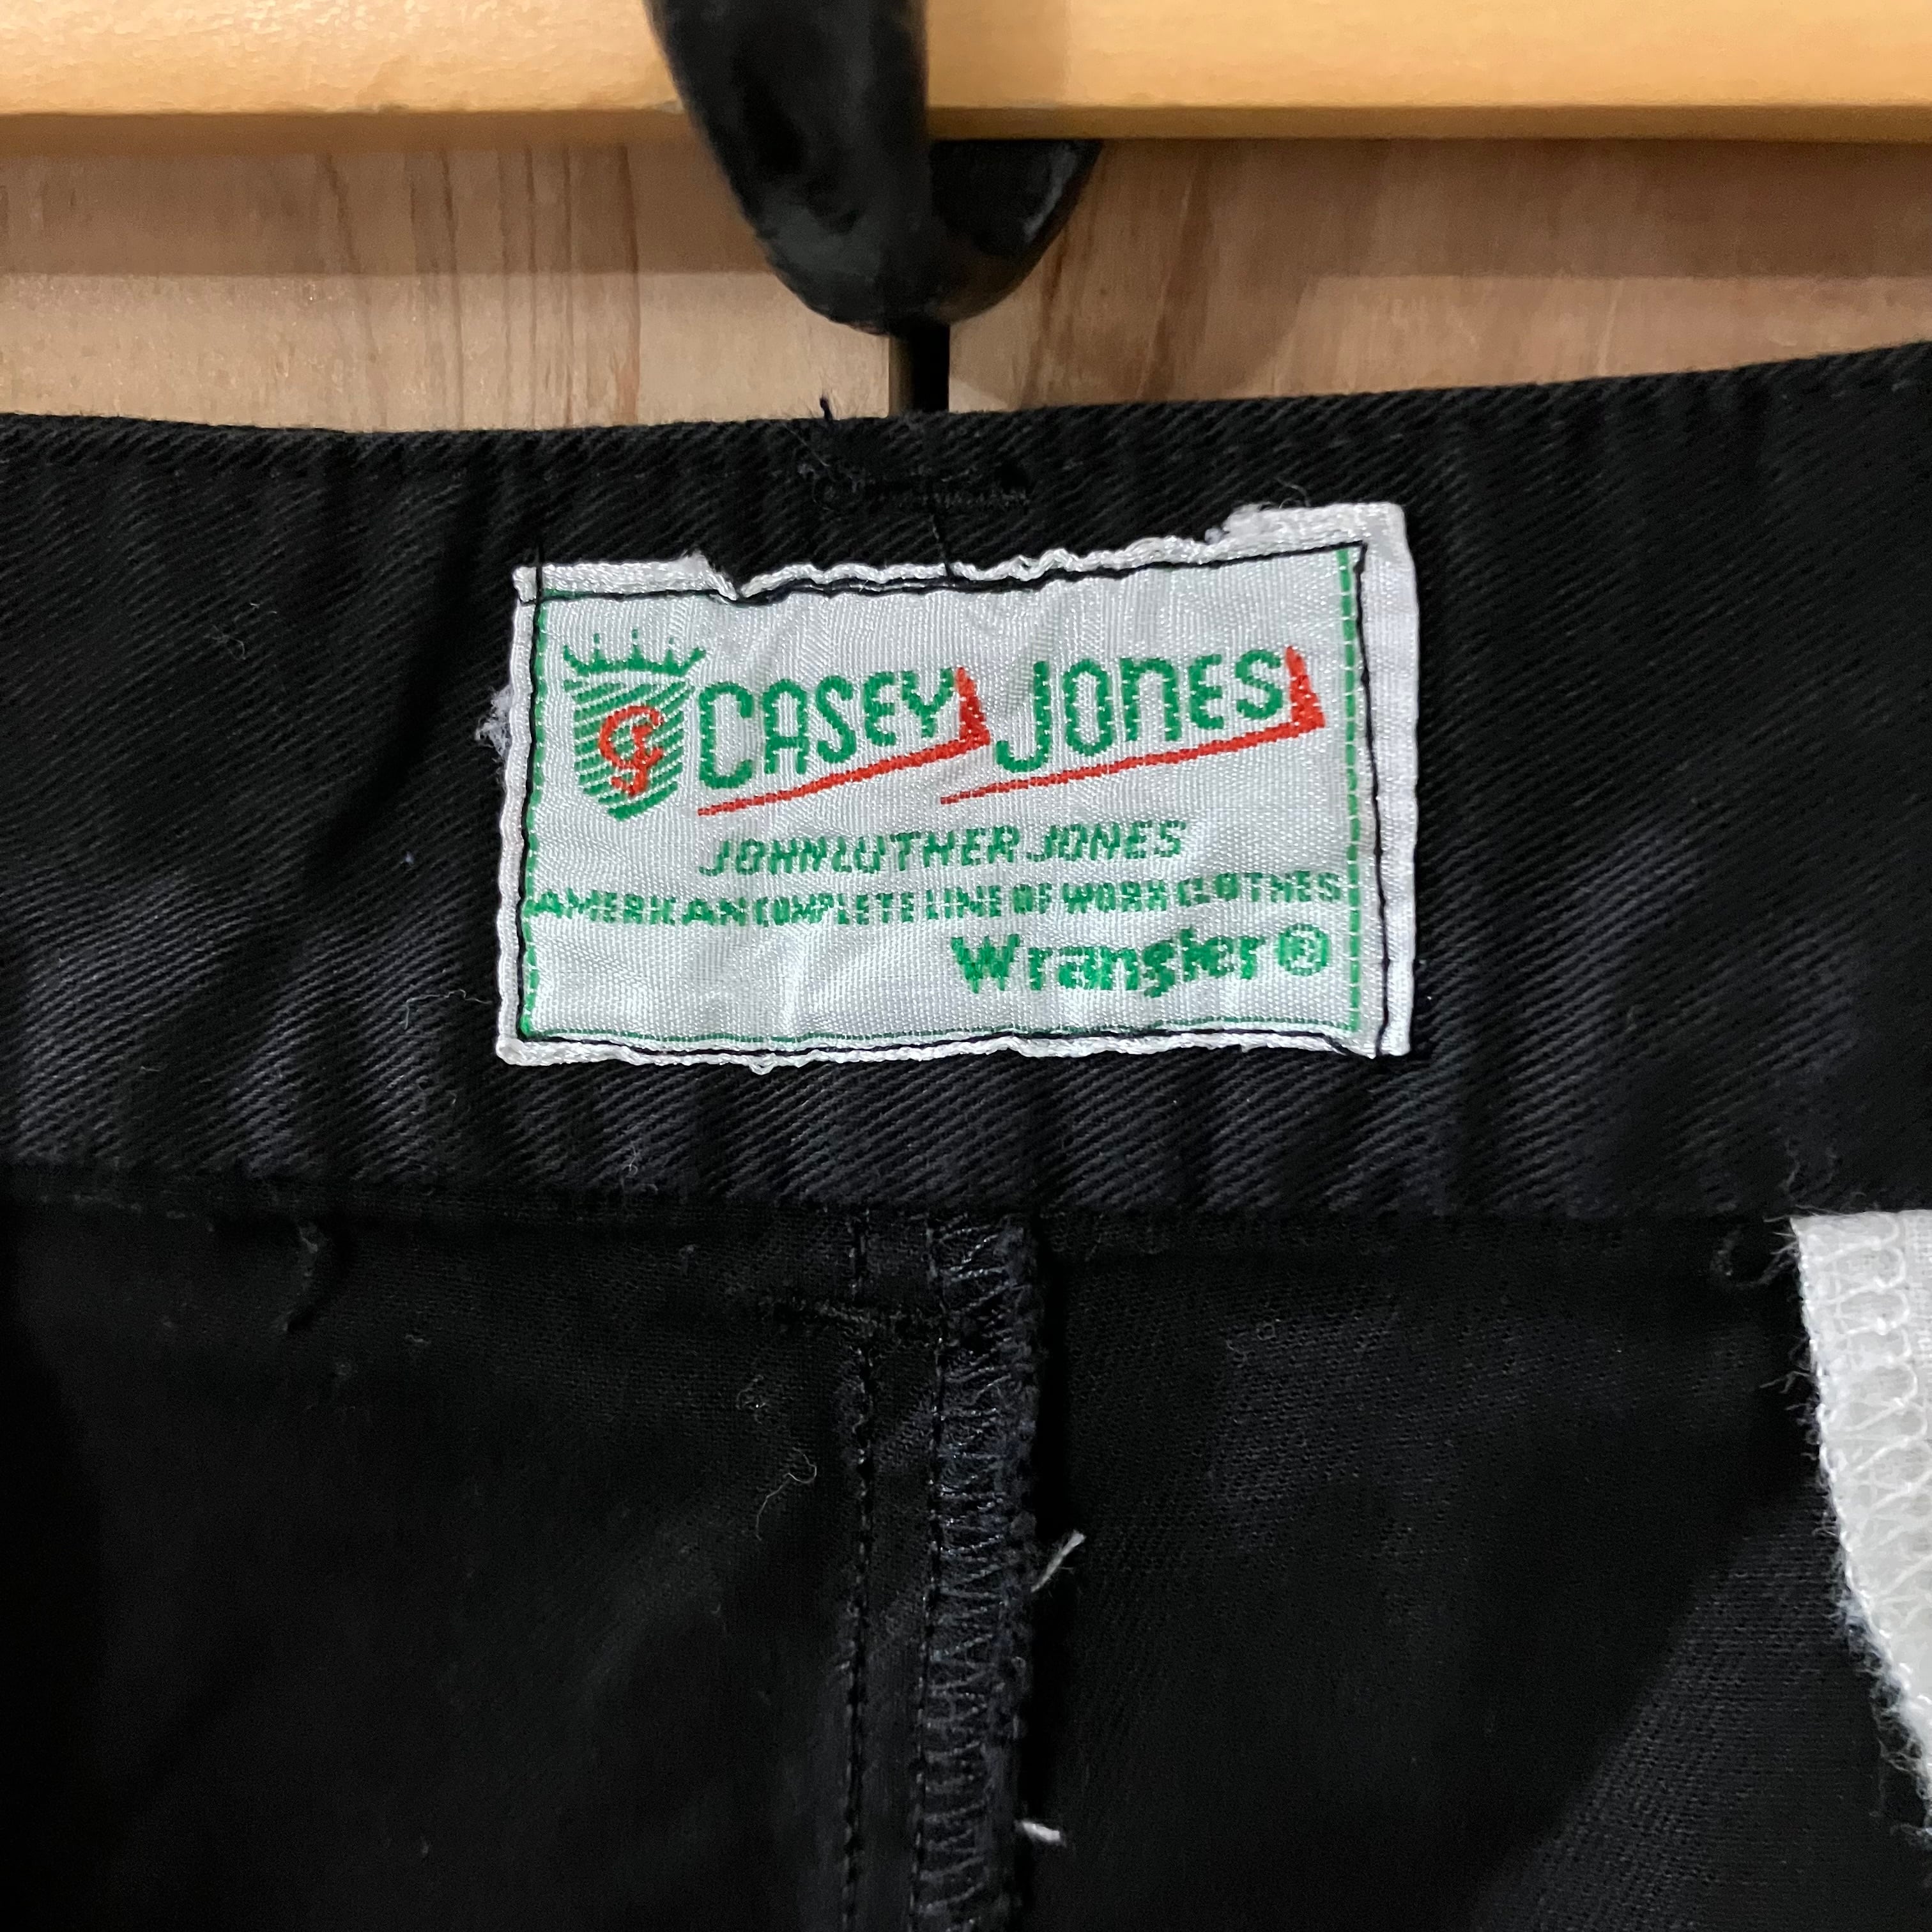 CASEY JONES
JOHN LUTHER JONES
AMERICAN COMPLETE LINE OF WORK CLOTHES
Wrangler®